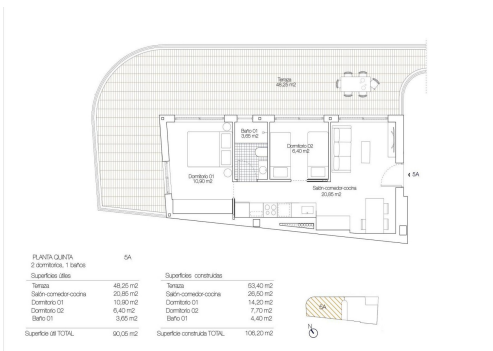 Terraza
48,25 m2
Baño 01
3,65 m2
Dormitorio 02
6,40 m2
Dormitorio 01
10,90 m2
Salón-comedor-cocina
20,85 m2
5A
PLANTA QUINTA 5A
2 dormitorios, 1 baños
Superficies útiles
Terraza 48,25 m2
Salón-comedor-cocina 20,85 m2
Dormitorio 01 10,90 m2
Dormitorio 02 6,40 m2
Baño 01 3,65 m2
Superficie útil TOTAL 90,05 m2
Superficies construidas
Terraza 53,40 m2
Salón-comedor-cocina 26,50 m2
Dormitorio 01 14,20 m2
Dormitorio 02 7,70 m2
Baño 01 4,40 m2
Superficie construida TOTAL 106,20 m2
5A
N